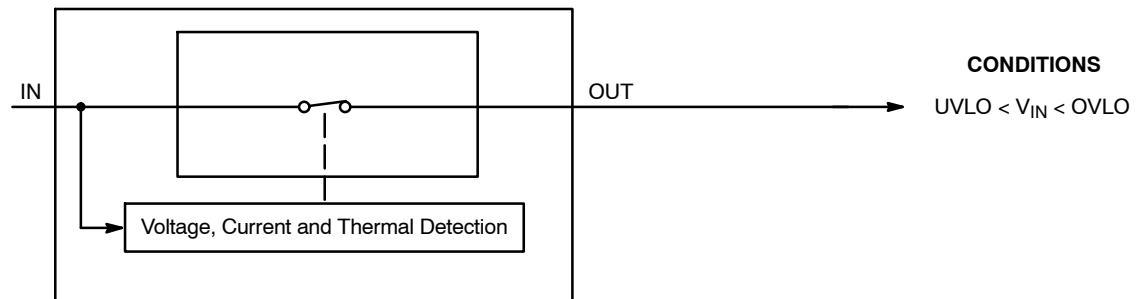 CONDITIONS
IN
OUT
UVLO < V_IN < OVLO
Voltage, Current and Thermal Detection